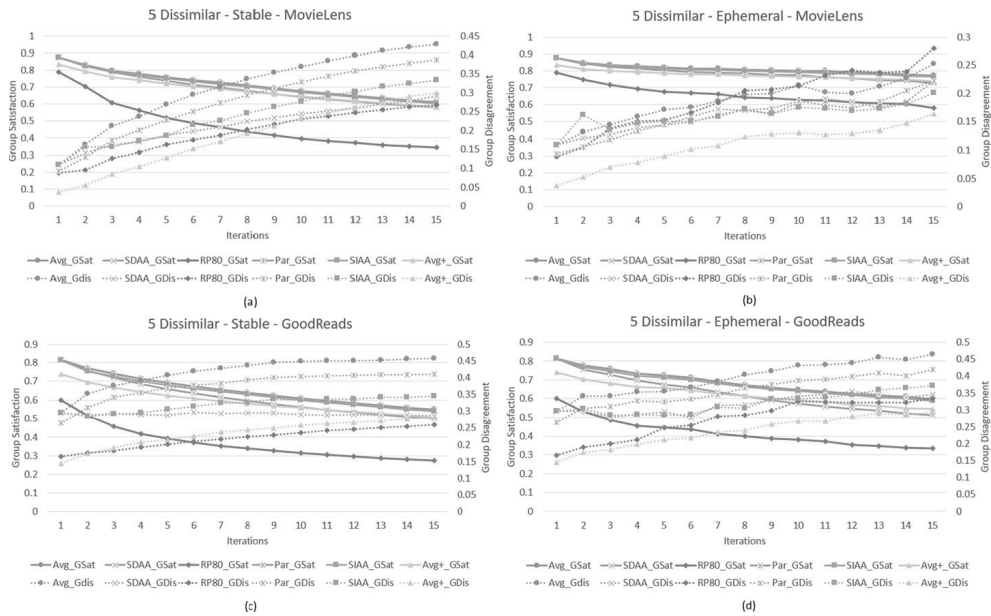 5 Dissimilar - Stable - MovieLens
Group Satisfaction
1
0.9
0.8
0.7
0.6
0.5
0.4
0.3
0.2
0.1
0
0.45
0.4
0.35
0.3
0.25
0.2
0.15
0.1
0.05
0
Group Disagreement
1 2 3 4 5 6 7 8 9 10 11 12 13 14 15
Iterations
Avg_GSat SDAA_GSat RP80_GSat Par_GSat SIAA_GSat Avg+_GSat
Avg_Gdis SDAA_GDis RP80_GDis Par_GDis SIAA_GDis Avg+_GDis
(a)
5 Dissimilar - Ephemeral - MovieLens
Group Satisfaction
1
0.9
0.8
0.7
0.6
0.5
0.4
0.3
0.2
0.1
0
0.3
0.25
0.2
0.15
0.1
0.05
0
Group Disagreement
1 2 3 4 5 6 7 8 9 10 11 12 13 14 15
Iterations
Avg_GSat SDAA_GSat RP80_GSat Par_GSat SIAA_GSat Avg+_GSat
Avg_Gdis SDAA_GDis RP80_GDis Par_GDis SIAA_GDis Avg+_GDis
(b)
5 Dissimilar - Stable - GoodReads
Group Satisfaction
0.9
0.8
0.7
0.6
0.5
0.4
0.3
0.2
0.1
0
0.5
0.45
0.4
0.35
0.3
0.25
0.2
0.15
0.1
0.05
0
Group Disagreement
1 2 3 4 5 6 7 8 9 10 11 12 13 14 15
Iterations
Avg_GSat SDAA_GSat RP80_GSat Par_GSat SIAA_GSat Avg+_GSat
Avg_Gdis SDAA_GDis RP80_GDis Par_GDis SIAA_GDis Avg+_GDis
(c)
5 Dissimilar - Ephemeral - GoodReads
Group Satisfaction
0.9
0.8
0.7
0.6
0.5
0.4
0.3
0.2
0.1
0
0.5
0.45
0.4
0.35
0.3
0.25
0.2
0.15
0.1
0.05
0
Group Disagreement
1 2 3 4 5 6 7 8 9 10 11 12 13 14 15
Iterations
Avg_GSat SDAA_GSat RP80_GSat Par_GSat SIAA_GSat Avg+_GSat
Avg_Gdis SDAA_GDis RP80_GDis Par_GDis SIAA_GDis Avg+_GDis
(d)